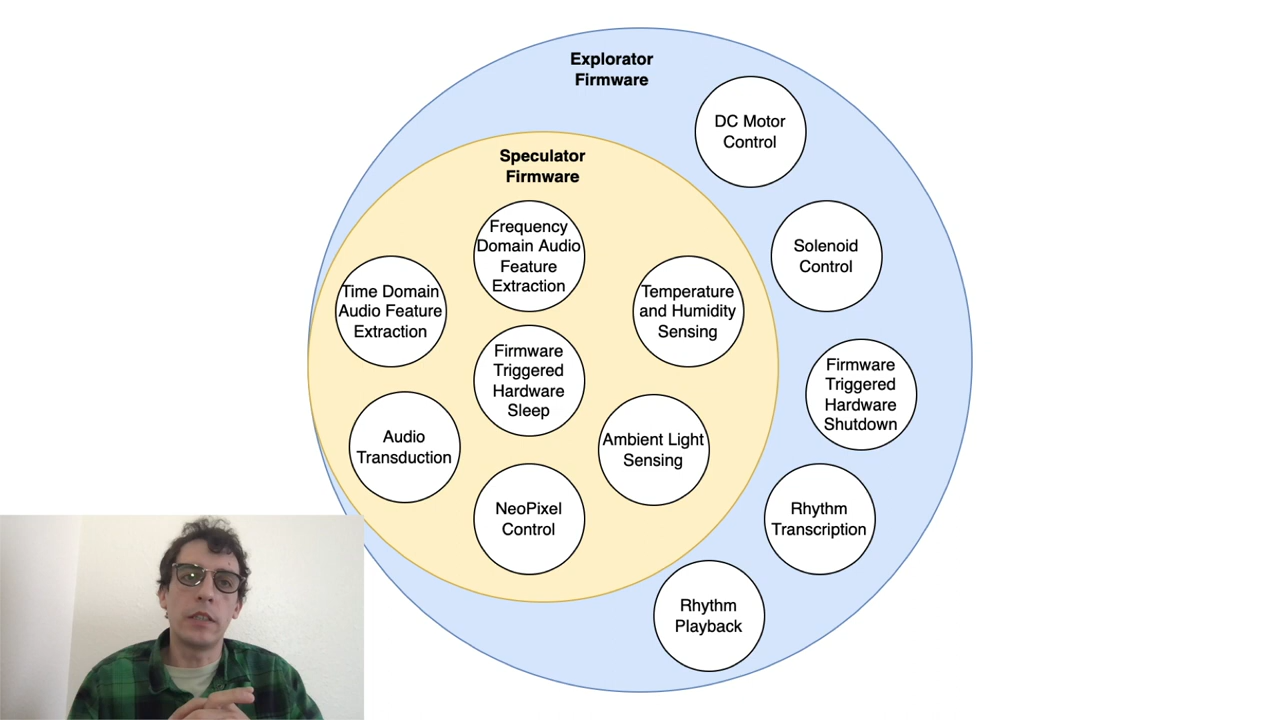 Explorator
Firmware
DC Motor
Control
Speculator
Firmware
Frequency
Domain Audio
Feature
Extraction
Solenoid
Control
Time Domain
Audio Feature
Extraction
Temperature
and Humidity
Sensing
Firmware
Triggered
Hardware
Sleep
Firmware
Triggered
Hardware
Shutdown
Audio
Transduction
Ambient Light
Sensing
NeoPixel
Control
Rhythm
Transcription
Rhythm
Playback